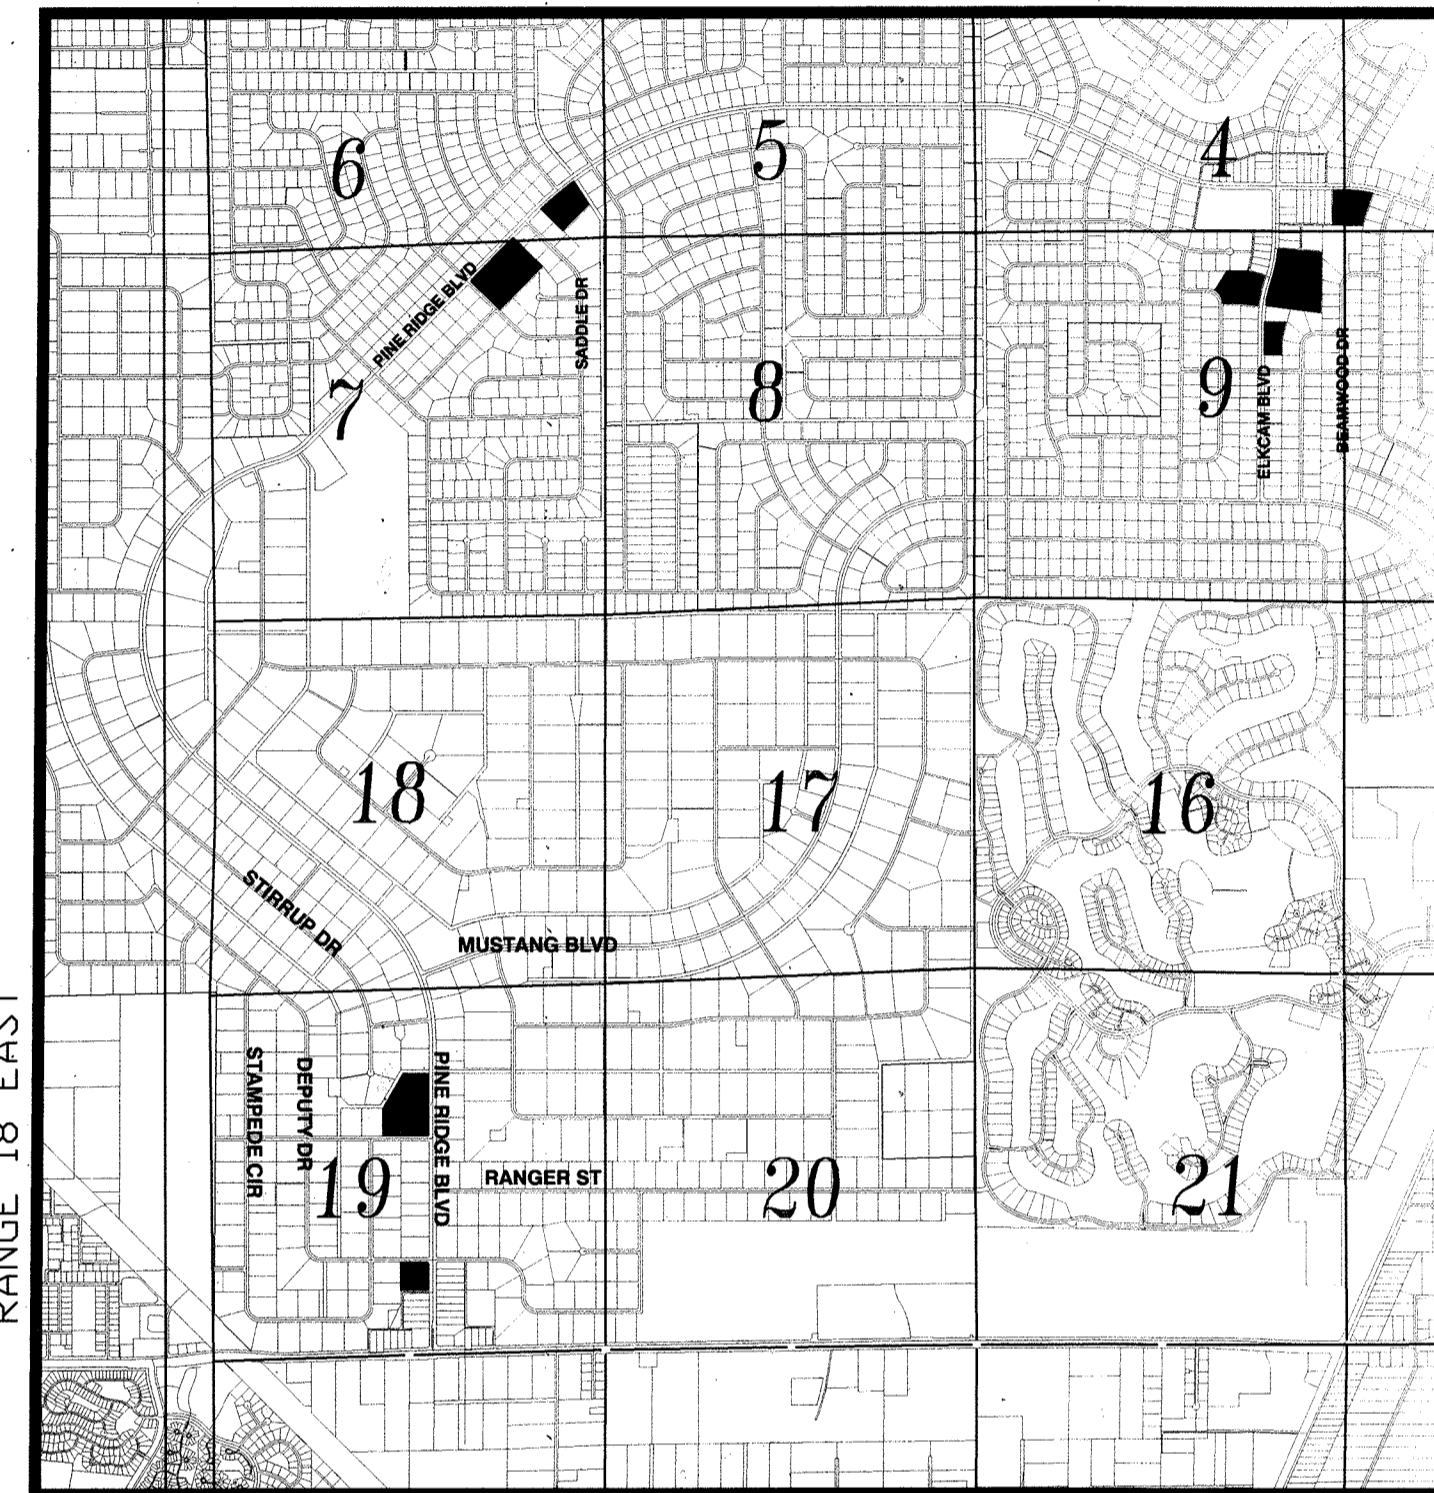 6
5
4
PINE RIDGE BLVD
SADDLE DR
7
8
9
ELKCAM BLVD
BEAMWOOD DR
18
17
16
STIRRUP DR
MUSTANG BLVD
RANGE 18 EAST
STAMPEDE CIR
DEPUTY DR
PINE RIDGE BLVD
19
RANGER ST
20
21